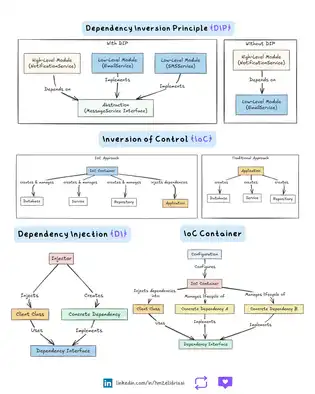 Dependency Inversion Principle {DIP}
With DIP
Without DIP
High-Level Module
(NotificationService)
Low-Level Module
(EmailService)
Low-Level Module
(SMSService)
High-Level Module
(NotificationService)
Depends on
Implements
Implements
Depends on
Abstraction
(MessageService Interface)
Low-Level Module
(EmailService)
Inversion of Control {IoC}
IoC Approach
Traditional Approach
IoC Container
Application
creates & manages
creates & manages
creates & manages
injects dependencies
creates
creates
creates
Database
Service
Repository
Application
Database
Service
Repository
Dependency Injection {DI}
IoC Container
Injector
Configuration
Configures
IoC Container
Injects
Creates
Injects dependencies
into
Manages lifecycle of
Manages lifecycle of
Client Class
Concrete Dependency
Client Class
Concrete Dependency A
Concrete Dependency B
Uses
Implements
Uses
Implements
Implements
Dependency Interface
Dependency Interface